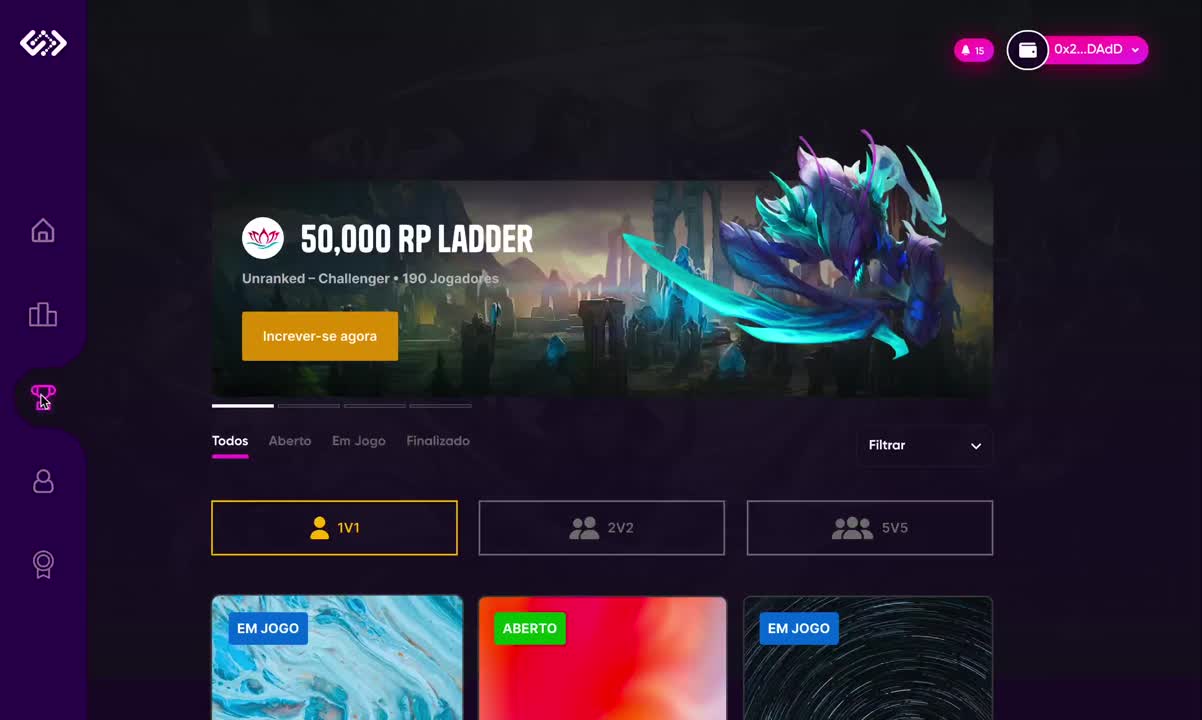 15
0x2...DAdD
50,000 RP LADDER
Unranked – Challenger • 190 Jogadores
Increver-se agora
Todos
Aberto
Em Jogo
Finalizado
Filtrar
1V1
2V2
5V5
EM JOGO
ABERTO
EM JOGO